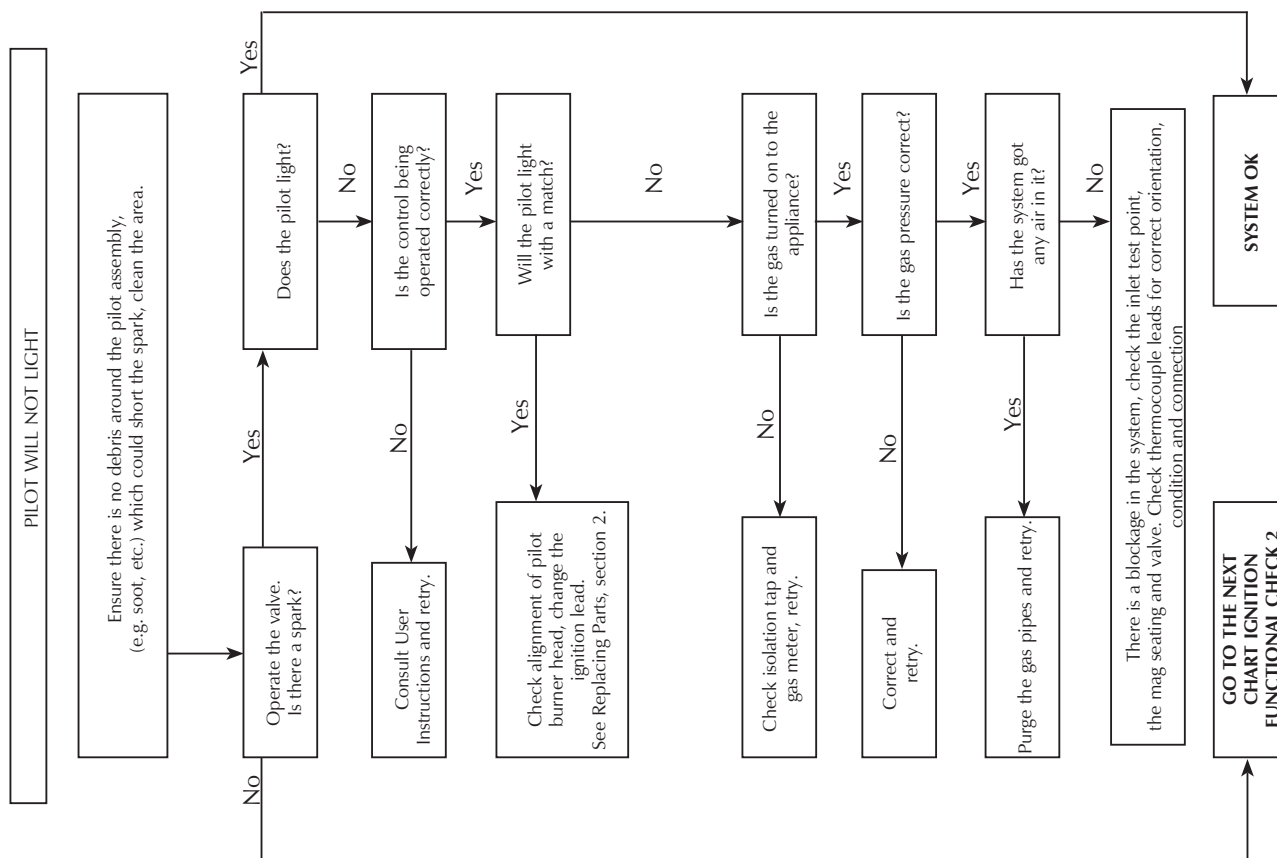 PILOT WILL NOT LIGHT
Ensure there is no debris around the pilot assembly,
(e.g. soot, etc.) which could short the spark, clean the area.
Operate the valve.
Is there a spark?
No
Yes
Does the pilot light?
Yes
No
Is the control being
operated correctly?
No
Consult User
Instructions and retry.
Yes
Will the pilot light
with a match?
Yes
Check alignment of pilot
burner head, change the
ignition lead.
See Replacing Parts, section 2.
No
Is the gas turned on to the
appliance?
No
Check isolation tap and
gas meter, retry.
Yes
Is the gas pressure correct?
No
Correct and
retry.
Yes
Has the system got
any air in it?
Yes
Purge the gas pipes and retry.
No
There is a blockage in the system, check the inlet test point,
the mag seating and valve. Check thermocouple leads for correct orientation,
condition and connection
GO TO THE NEXT
CHART IGNITION
FUNCTIONAL CHECK 2
SYSTEM OK